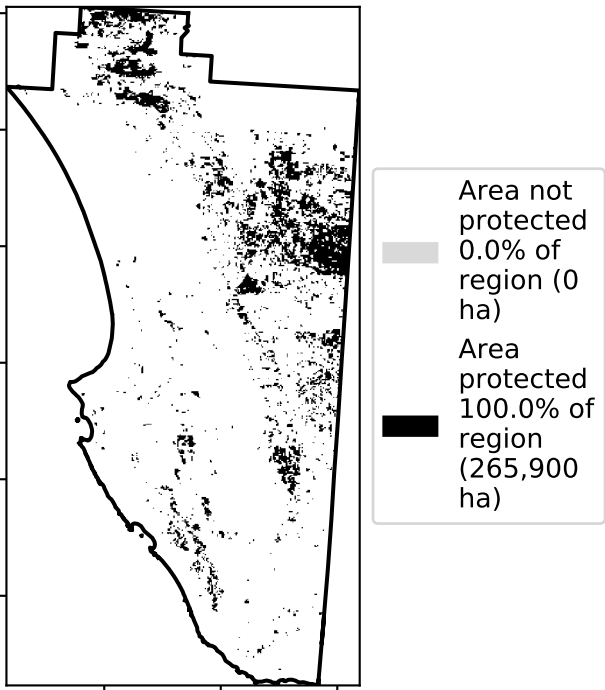 Area not
protected
0.0% of
region (0
ha)
Area
protected
100.0% of
region
(265,900
ha)